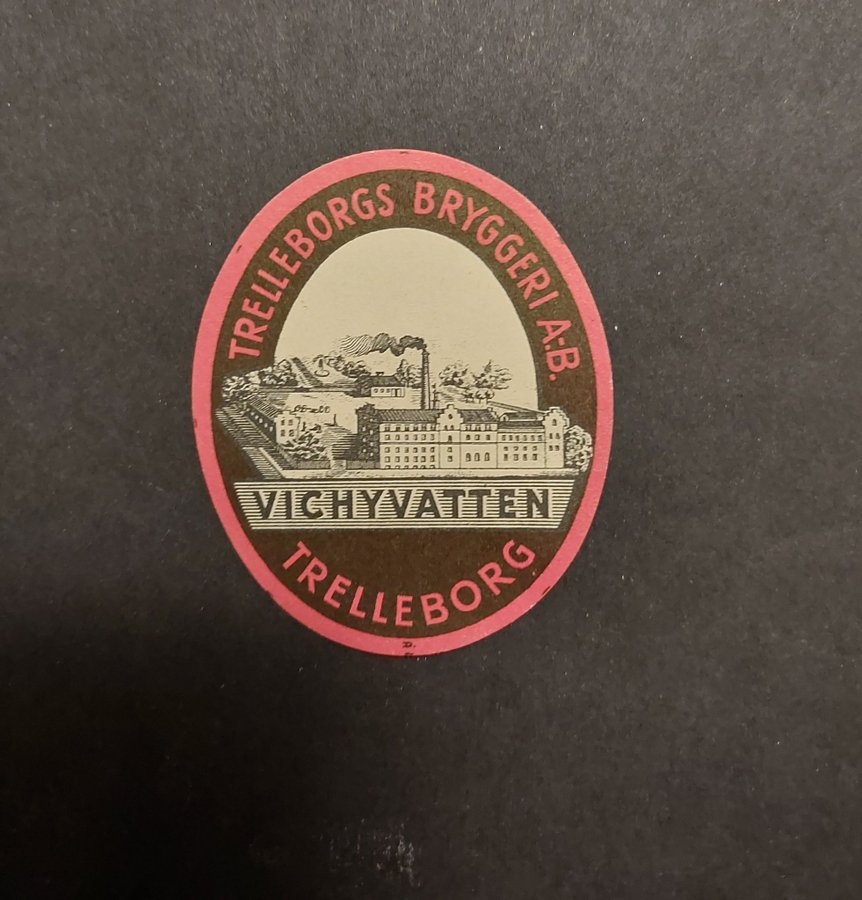 TRELLEBORGS BRYGGERI A.-B.
VICHYVATTEN
TRELLEBORG